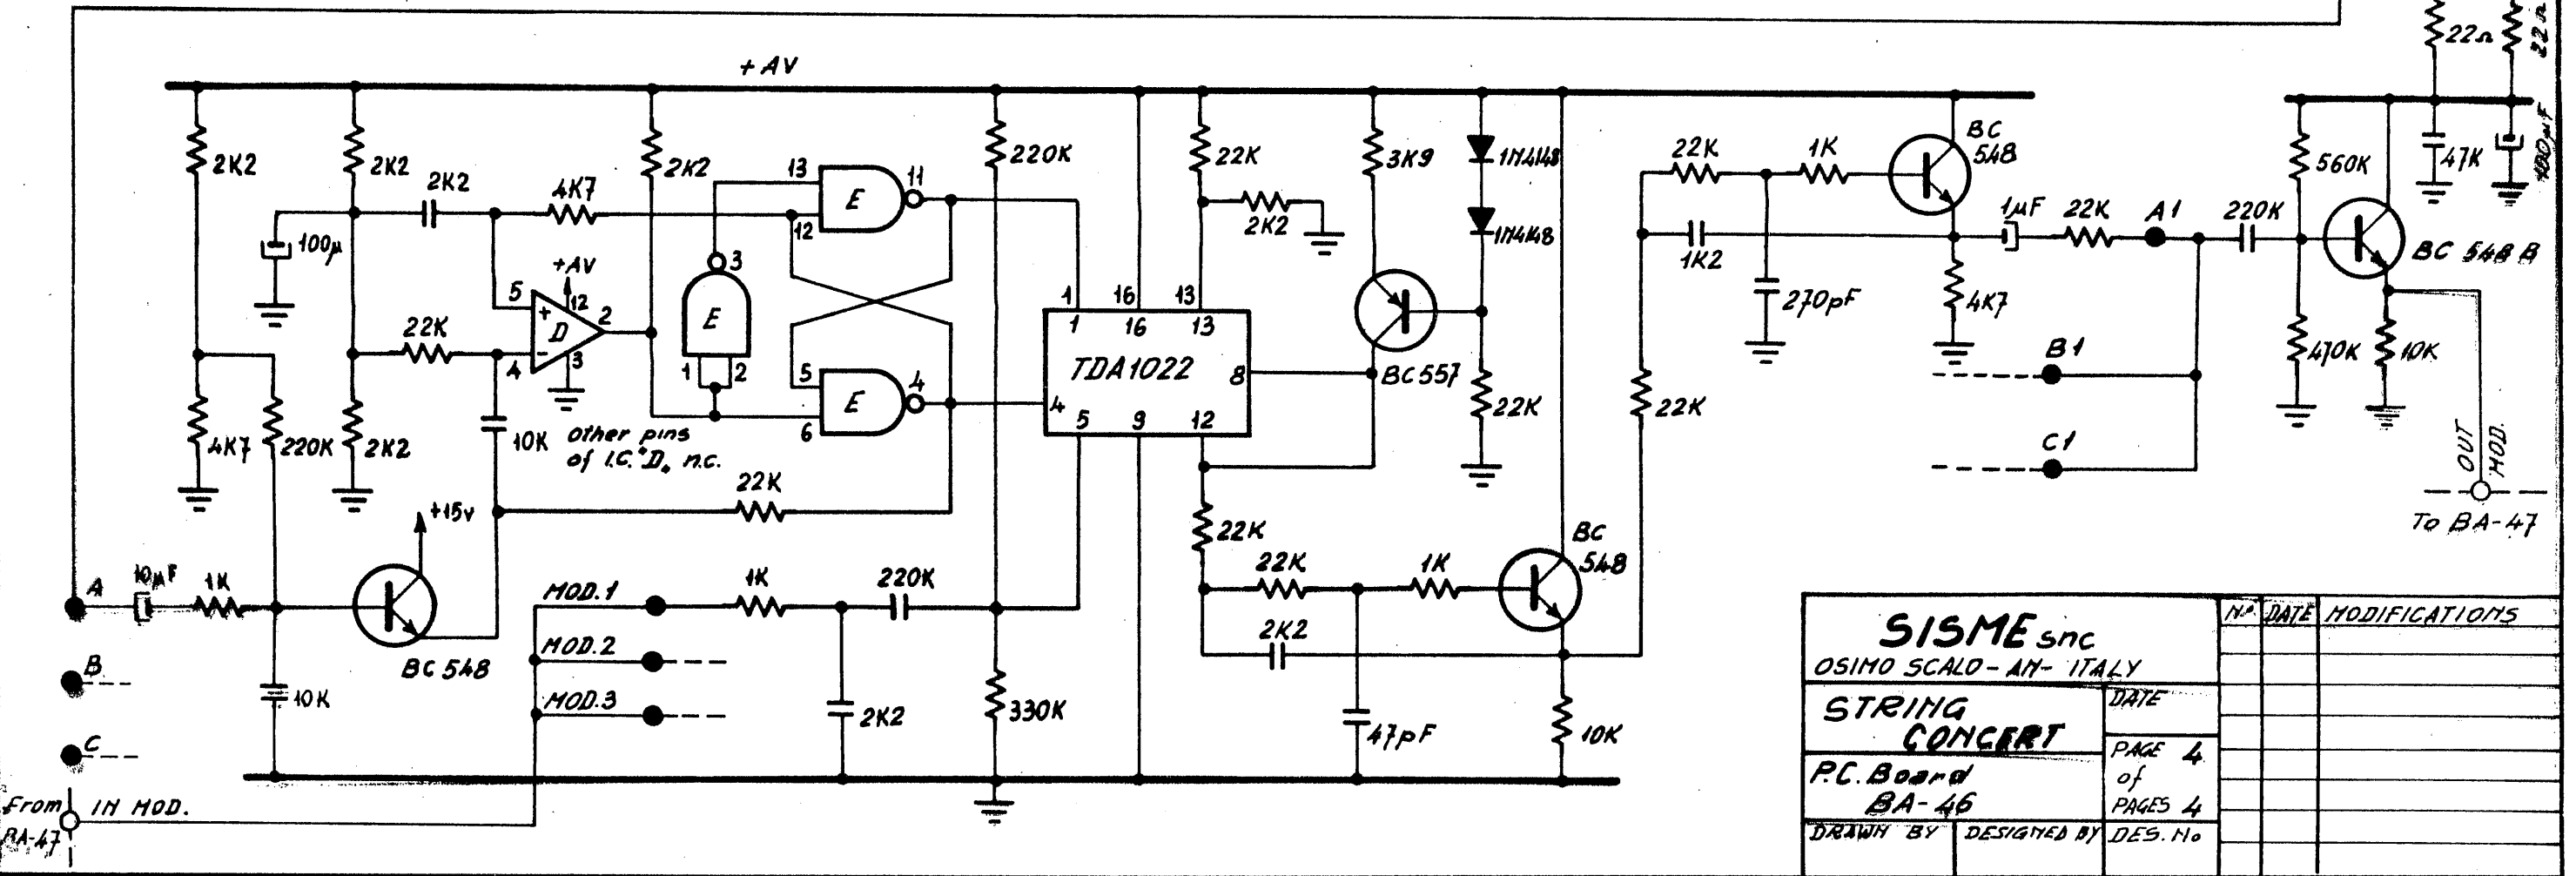 22Ω
22Ω
+AV
2K2
2K2
2K2
4K7
2K2
13
11
E
12
220K
22K
2K2
3K9
1N4148
1N4148
22K
1K
BC
548
1µF
22K
A1
220K
560K
47K
100µF
BC 548 B
100µ
+AV
5
12
+
D
2
-
4
3
3
E
1
2
22K
1K2
270pF
4K7
1
16
13
1
16
13
TDA1022
8
4
5
9
12
BC557
22K
22K
B1
470K
10K
5
4
E
6
4K7
220K
2K2
10K
other pins
of I.C."D" n.c.
C1
OUT
MOD.
To BA-47
22K
+15v
22K
22K
1K
BC
548
A
10µF
1K
BC 548
MOD.1
1K
220K
MOD.2
2K2
B
MOD.3
10K
2K2
330K
47pF
10K
C
From
BA-47
IN MOD.
SISME snc
OSIMO SCALO-AN-ITALY
STRING
CONCERT
DATE
P.C. Board
BA-46
PAGE 4
of
PAGES 4
DRAWN BY
DESIGNED BY
DES. No
No
DATE
MODIFICATIONS